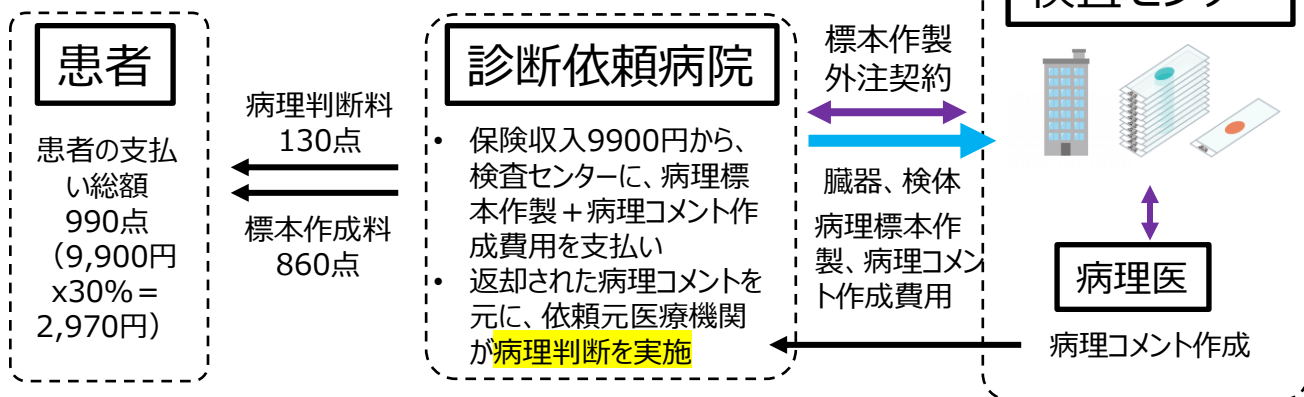 患者
患者の支払
い総額
990点
（9,900円
x30%＝
2,970円）
病理判断料
130点
標本作成料
860点
診断依頼病院
• 保険収入9900円から、
検査センターに、病理標
本作製＋病理コメント作
成費用を支払い
• 返却された病理コメントを
元に、依頼元医療機関
が病理判断を実施
標本作製
外注契約
臓器、検体
病理標本作
製、病理コメン
ト作成費用
検査センター
病理医
病理コメント作成